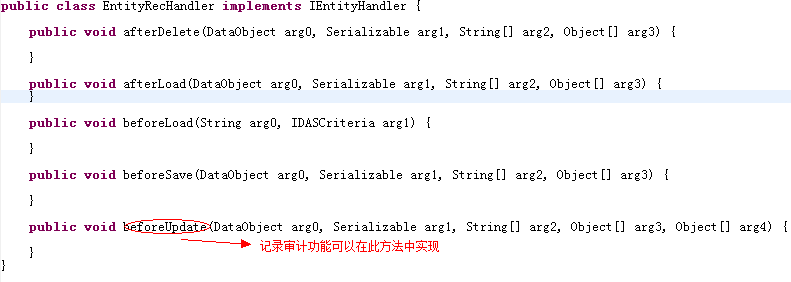 public class EntityRecHandler implements IEntityHandler {
public void afterDelete(DataObject arg0, Serializable arg1, String[] arg2, Object[] arg3) {
}
public void afterLoad(DataObject arg0, Serializable arg1, String[] arg2, Object[] arg3) {
}
public void beforeLoad(String arg0, IDASCriteria arg1) {
}
public void beforeSave(DataObject arg0, Serializable arg1, String[] arg2, Object[] arg3) {
}
public void beforeUpdate(DataObject arg0, Serializable arg1, String[] arg2, Object[] arg3, Object[] arg4) {
记录审计功能可以在此方法中实现
}
}